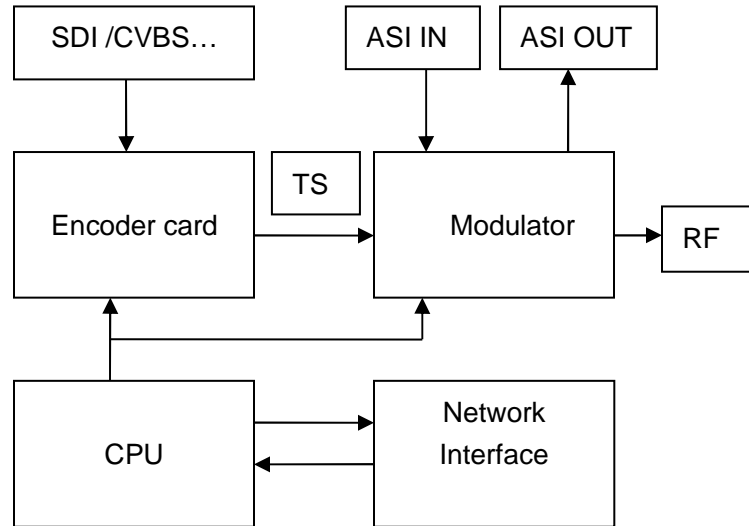 SDI /CVBS…
ASI IN
ASI OUT
TS
Encoder card
Modulator
RF
CPU
Network
Interface